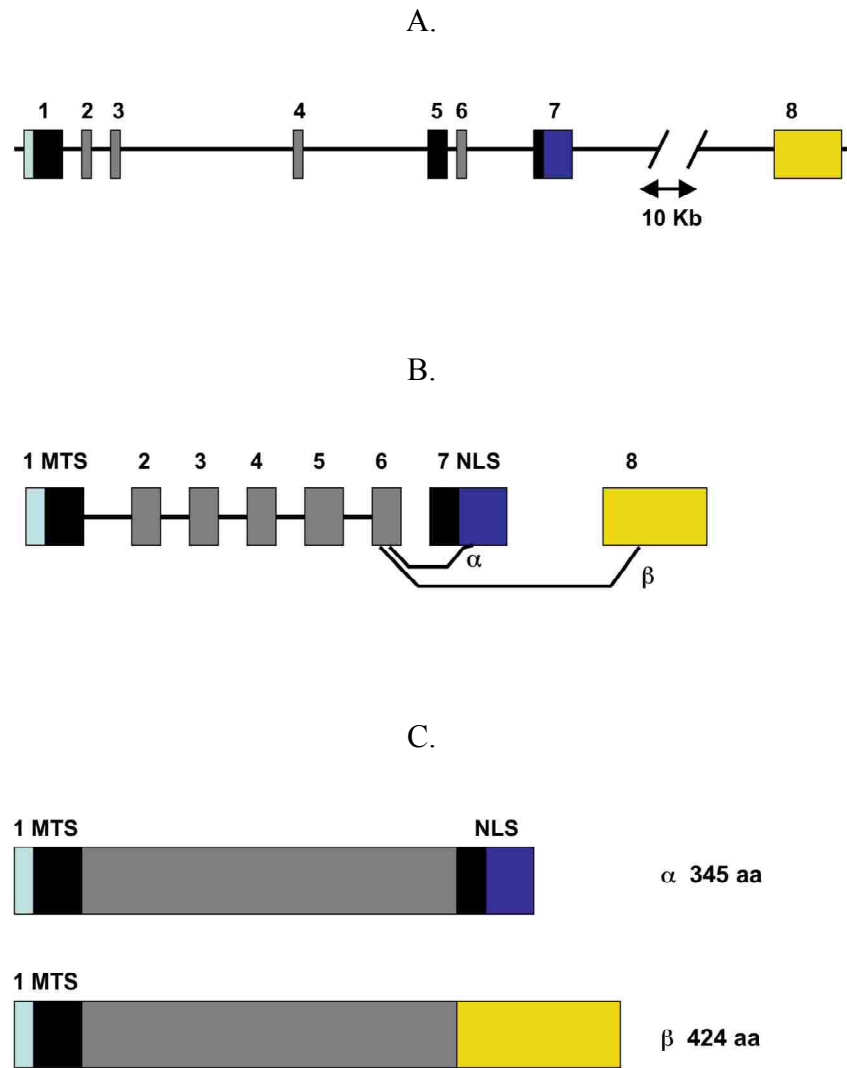 A.
1 2 3 4 5 6 7 8
10 Kb
B.
1 MTS 2 3 4 5 6 7 NLS 8
α
β
C.
1 MTS NLS
α 345 aa
1 MTS
β 424 aa